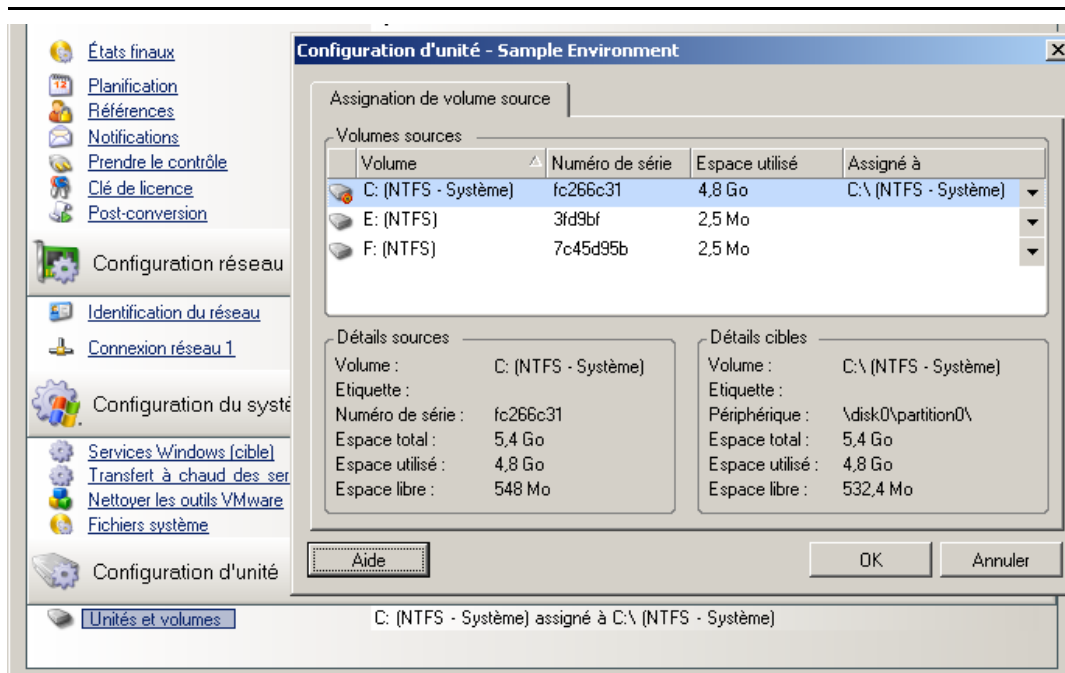 États finaux
Planification
Références
Notifications
Prendre le contrôle
Clé de licence
Post-conversion
Configuration réseau
Identification du réseau
Connexion réseau 1
Configuration du systè
Services Windows (cible)
Transfert à chaud des ser
Nettoyer les outils VMware
Fichiers système
Configuration d'unité
Unités et volumes
C: (NTFS - Système) assigné à C:\ (NTFS - Système)
Configuration d'unité - Sample Environment
Assignation de volume source
Volumes sources
Volume Numéro de série Espace utilisé Assigné à
C: (NTFS - Système) fc266c31 4,8 Go C:\ (NTFS - Système)
E: (NTFS) 3fd9bf 2,5 Mo
F: (NTFS) 7c45d95b 2,5 Mo
Détails sources
Volume : C: (NTFS - Système)
Etiquette :
Numéro de série : fc266c31
Espace total : 5,4 Go
Espace utilisé : 4,8 Go
Espace libre : 548 Mo
Détails cibles
Volume : C:\ (NTFS - Système)
Etiquette :
Périphérique : \disk0\partition0\
Espace total : 5,4 Go
Espace utilisé : 4,8 Go
Espace libre : 532,4 Mo
Aide
OK
Annuler